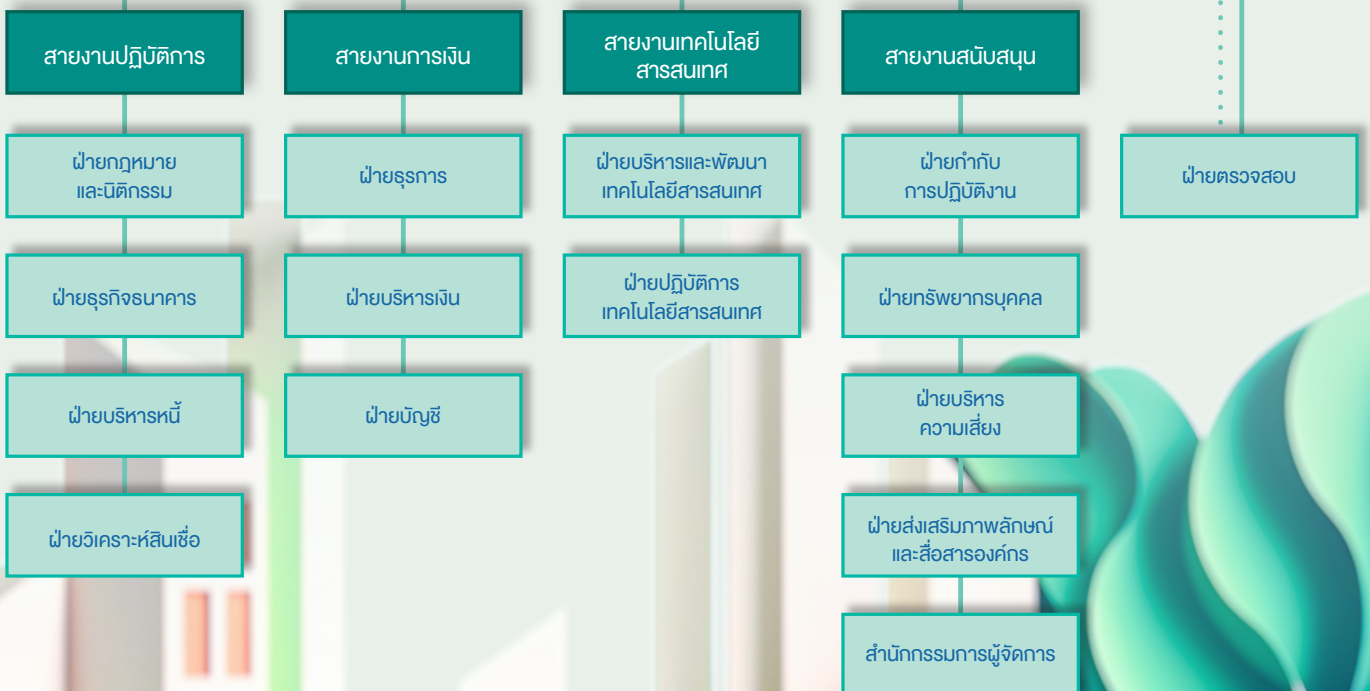 สายงานปฏิบัติการ
ฝ่ายกฎหมาย
และนิติกรรม
ฝ่ายธุรกิจธนาคาร
ฝ่ายบริหารหนี้
ฝ่ายวิเคราะห์สินเชื่อ
สายงานการเงิน
ฝ่ายธุรการ
ฝ่ายบริหารเงิน
ฝ่ายบัญชี
สายงานเทคโนโลยี
สารสนเทศ
ฝ่ายบริหารและพัฒนา
เทคโนโลยีสารสนเทศ
ฝ่ายปฏิบัติการ
เทคโนโลยีสารสนเทศ
สายงานสนับสนุน
ฝ่ายกำกับ
การปฏิบัติงาน
ฝ่ายทรัพยากรบุคคล
ฝ่ายบริหาร
ความเสี่ยง
ฝ่ายส่งเสริมภาพลักษณ์
และสื่อสารองค์กร
สำนักกรรมการผู้จัดการ
ฝ่ายตรวจสอบ